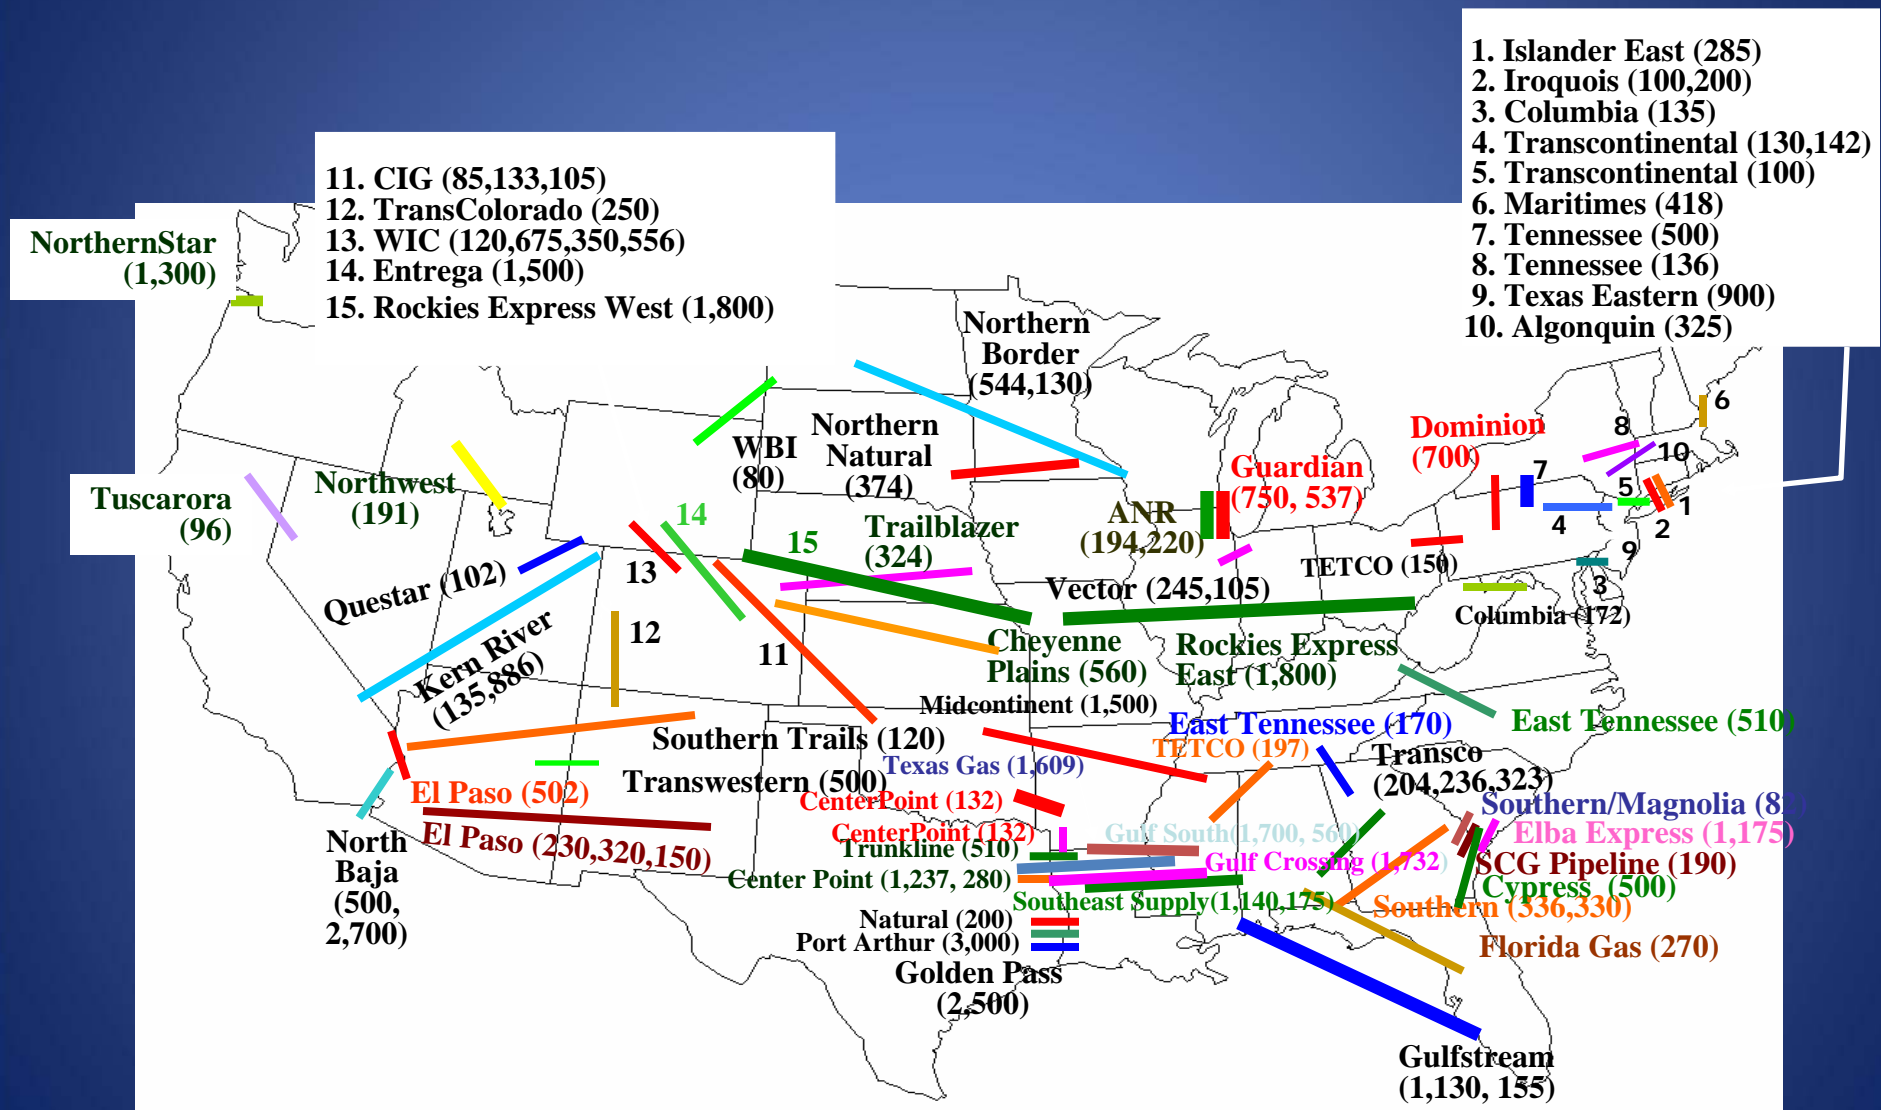 1. Islander East (285)
2. Iroquois (100,200)
3. Columbia (135)
4. Transcontinental (130,142)
5. Transcontinental (100)
6. Maritimes (418)
7. Tennessee (500)
8. Tennessee (136)
9. Texas Eastern (900)
10. Algonquin (325)
11. CIG (85,133,105)
12. TransColorado (250)
13. WIC (120,675,350,556)
14. Entrega (1,500)
15. Rockies Express West (1,800)
NorthernStar
(1,300)
Northern
Border
(544,130)
6
Northern
Natural
(374)
WBI
(80)
Dominion
(700)
8
10
7
Guardian
(750, 537)
Tuscarora
(96)
Northwest
(191)
14
15
Trailblazer
(324)
ANR
(194,220)
5
1
4
2
9
TETCO (150)
3
13
Questar (102)
Vector (245,105)
Columbia (172)
12
11
Kern River
(135,886)
Cheyenne
Plains (560)
Rockies Express
East (1,800)
Midcontinent (1,500)
East Tennessee (170)
East Tennessee (510)
Southern Trails (120)
TETCO (197)
Transco
(204,236,323)
Texas Gas (1,609)
Transwestern (500)
El Paso (502)
CenterPoint (132)
Southern/Magnolia (82
El Paso (230,320,150)
CenterPoint (132)
Gulf South(1,700, 560)
Elba Express (1,175)
Trunkline (510)
Gulf Crossing (1,732)
SCG Pipeline (190)
North
Baja
(500,
2,700)
Center Point (1,237, 280)
Cypress (500)
Southeast Supply(1,140,175)
Southern (336,330)
Natural (200)
Port Arthur (3,000)
Florida Gas (270)
Golden Pass
(2,500)
Gulfstream
(1,130, 155)